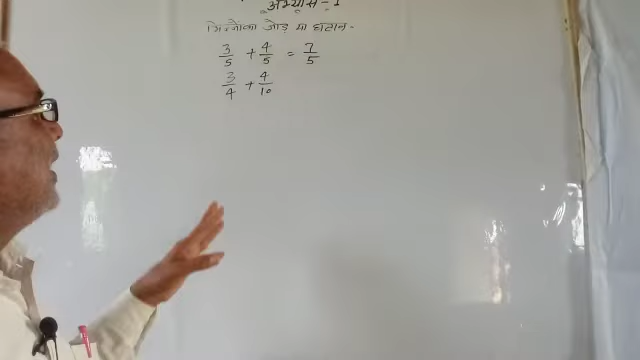 अभ्यास - 1
भिन्नों का जोड़ या घटान -
3/5 + 4/5 = 7/5
3/4 + 4/10